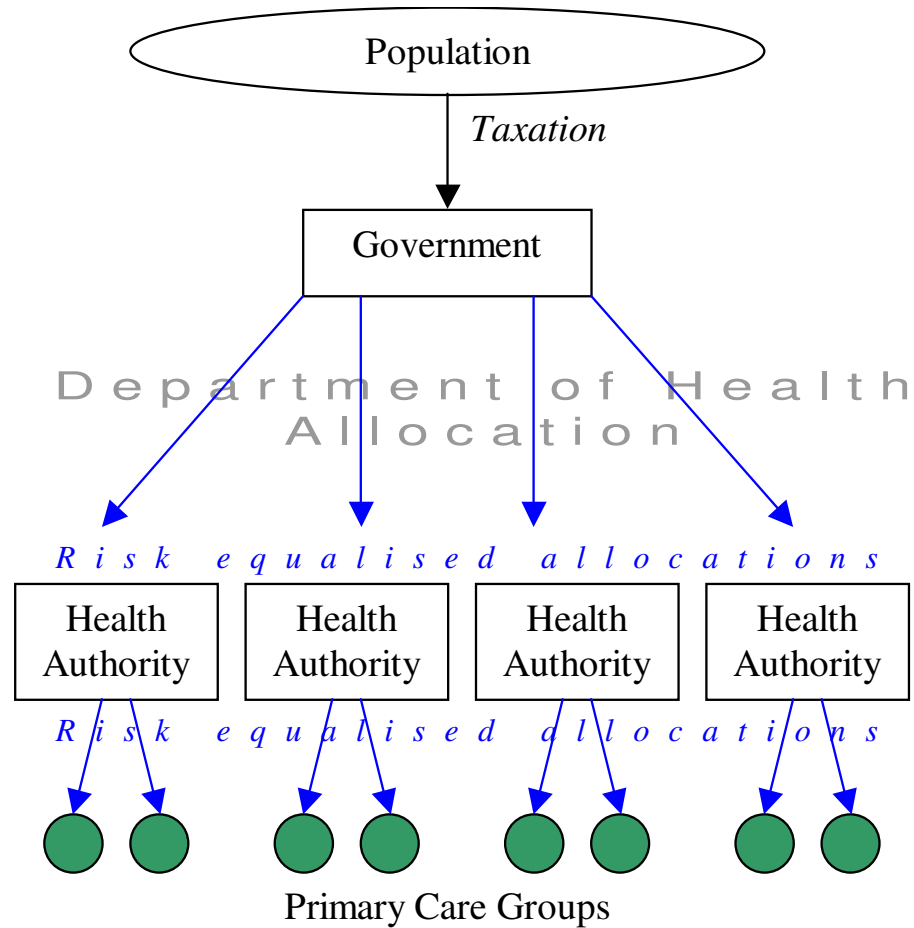 Population
Taxation
Government
Department of Health
Allocation
Risk equalised allocations
Health Authority
Health Authority
Health Authority
Health Authority
Risk equalised allocations
Primary Care Groups